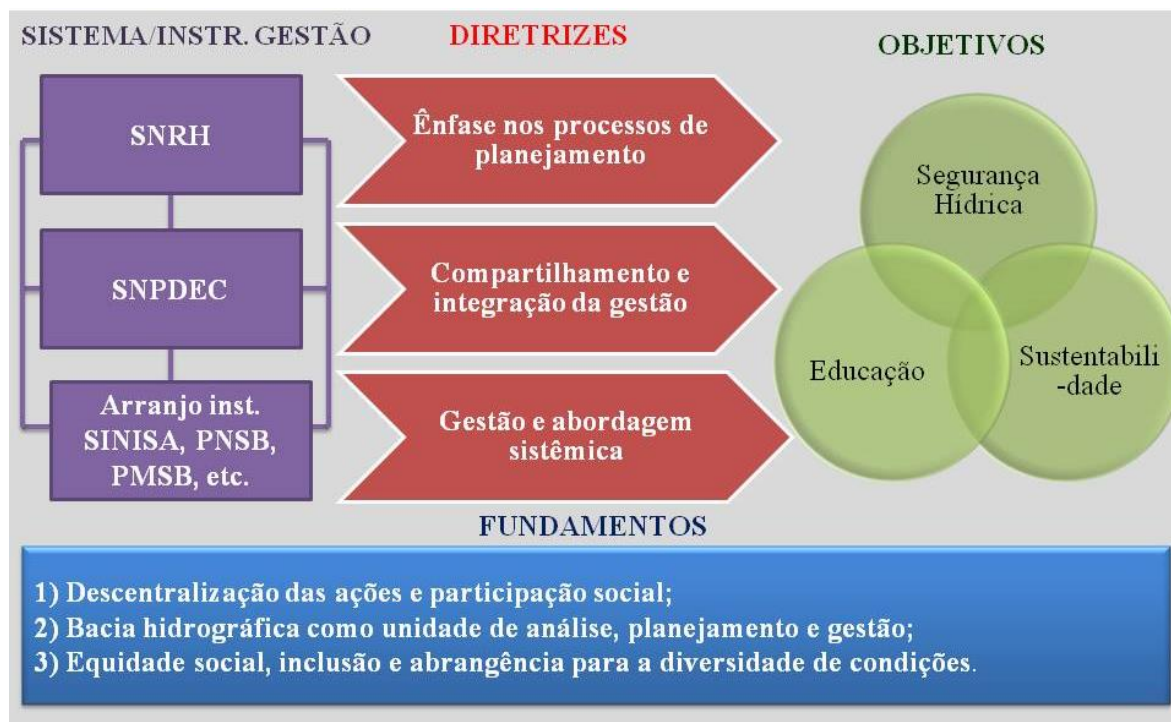 SISTEMA/INSTR. GESTÃO
SNRH
SNPDEC
Arranjo inst.
SINISA, PNSB,
PMSB, etc.
DIRETRIZES
Ênfase nos processos de
planejamento
Compartilhamento e
integração da gestão
Gestão e abordagem
sistêmica
OBJETIVOS
Segurança
Hídrica
Educação
Sustentabili
-dade
FUNDAMENTOS
1) Descentralização das ações e participação social;
2) Bacia hidrográfica como unidade de análise, planejamento e gestão;
3) Equidade social, inclusão e abrangência para a diversidade de condições.